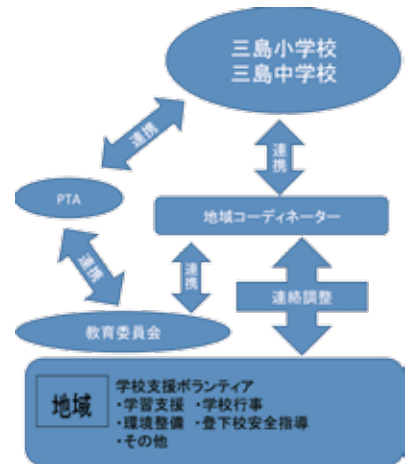 三島小学校
三島中学校
連携
連携
PTA
地域コーディネーター
連携
連携
連絡調整
教育委員会
地域
学校支援ボランティア
・学習支援 ・学校行事
・環境整備 ・登下校安全指導
・その他